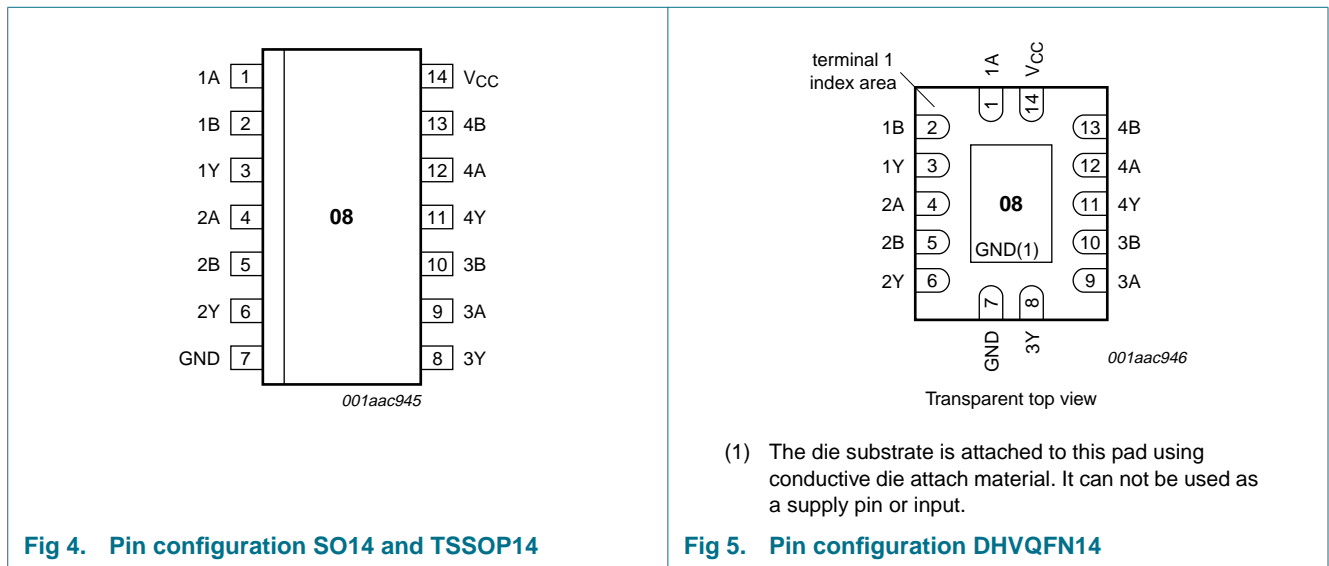 1A 1 14 VCC
1B 2 13 4B
1Y 3 12 4A
2A 4 08 11 4Y
2B 5 10 3B
2Y 6 9 3A
GND 7 8 3Y
001aac945
Fig 4. Pin configuration SO14 and TSSOP14
terminal 1
index area
1A VCC
1 14
1B 2 13 4B
1Y 3 12 4A
2A 4 08 11 4Y
2B 5 10 3B
GND(1)
2Y 6 9 3A
7 8
GND 3Y
001aac946
Transparent top view
(1) The die substrate is attached to this pad using
conductive die attach material. It can not be used as
a supply pin or input.
Fig 5. Pin configuration DHVQFN14